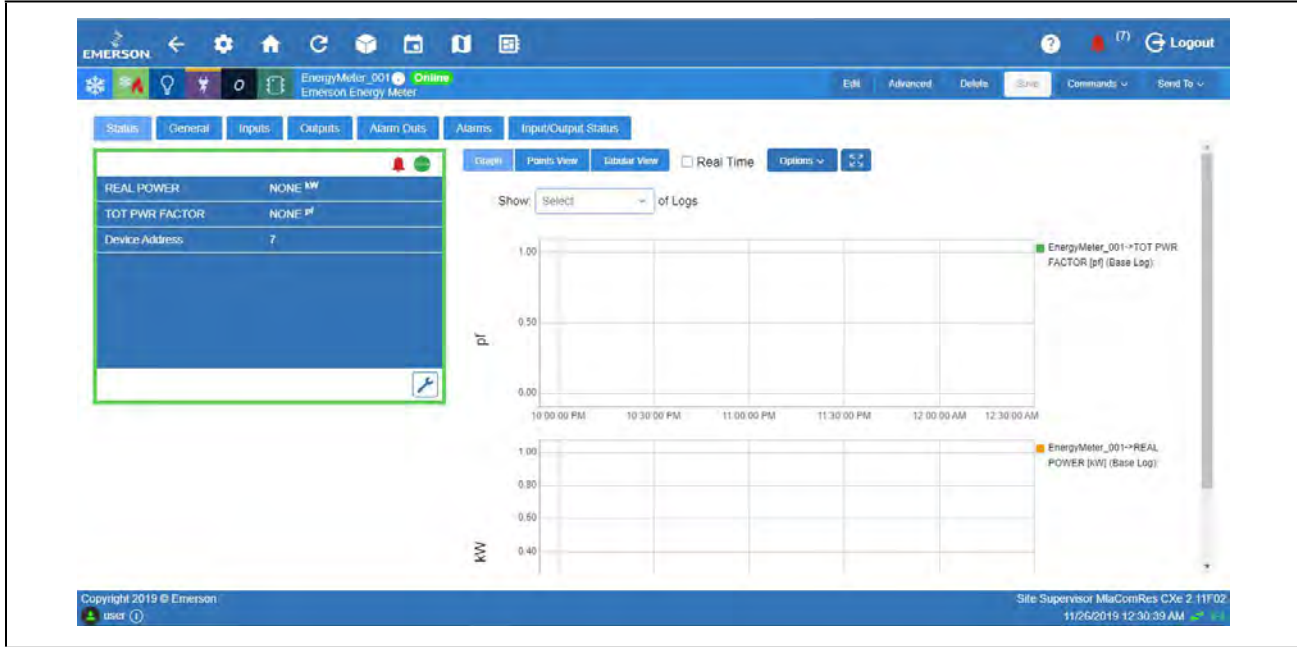 EMERSON
(7) Logout
EnergyMeter_001 Online
Emerson Energy Meter
Edit Advanced Delete Save Commands Send To
Status General Inputs Outputs Alarm Outs Alarms Input/Output Status
REAL POWER NONE kW
TOT PWR FACTOR NONE pf
Device Address 7
Graph Points View Tabular View Real Time Options
Show: Select of Logs
1.00
0.50
0.00
pf
10:00:00 PM 10:30:00 PM 11:00:00 PM 11:30:00 PM 12:00:00 AM 12:30:00 AM
EnergyMeter_001->TOT PWR
FACTOR [pf] (Base Log)
1.00
0.80
0.60
0.40
kW
EnergyMeter_001->REAL
POWER [kW] (Base Log)
Copyright 2019 © Emerson
user
Site Supervisor MlaComRes CXe 2.11F02
11/26/2019 12:30:39 AM